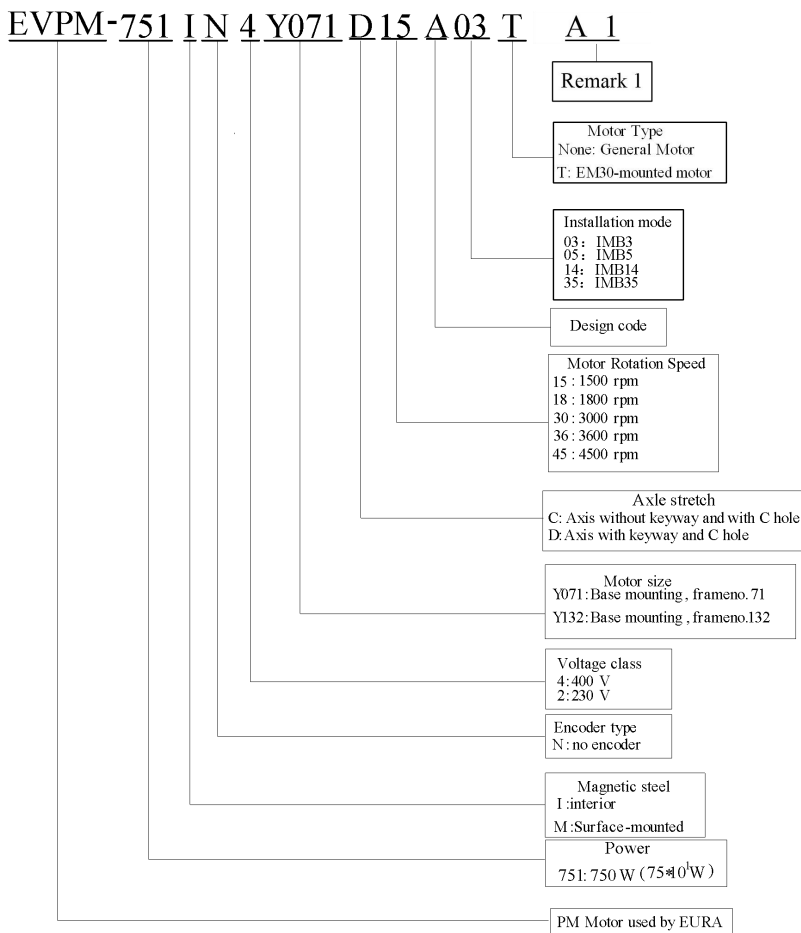 EVPM-751 I N 4 Y071 D 15 A 03 T A 1
Remark 1
Motor Type
None: General Motor
T: EM30-mounted motor
Installation mode
03: IMB3
05: IMB5
14: IMB14
35: IMB35
Design code
Motor Rotation Speed
15 : 1500 rpm
18 : 1800 rpm
30 : 3000 rpm
36 : 3600 rpm
45 : 4500 rpm
Axle stretch
C: Axis without keyway and with C hole
D: Axis with keyway and C hole
Motor size
Y071:Base mounting , frameno.71
Y132:Base mounting , frameno.132
Voltage class
4:400 V
2:230 V
Encoder type
N : no encoder
Magnetic steel
I :interior
M :Surface-mounted
Power
751: 750 W (75*10¹W )
PM Motor used by EURA